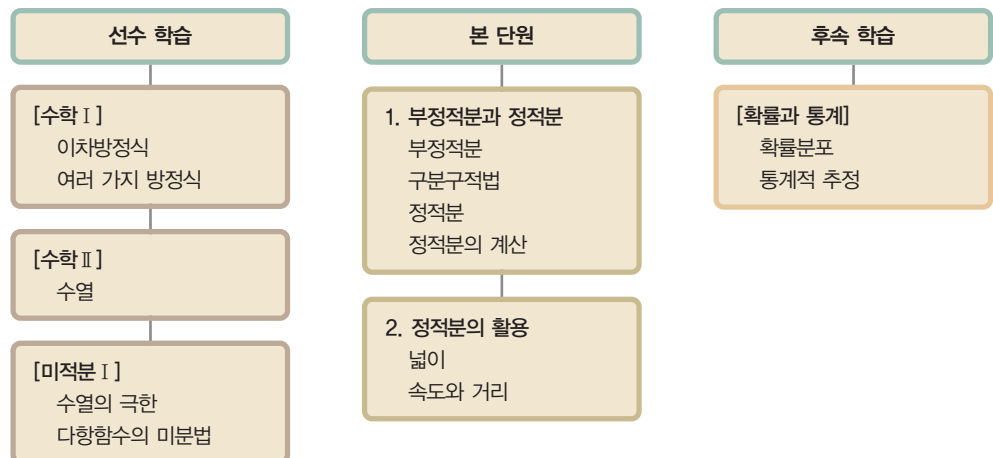 선수 학습
[수학Ⅰ]
이차방정식
여러 가지 방정식
[수학Ⅱ]
수열
[미적분Ⅰ]
수열의 극한
다항함수의 미분법
본 단원
1. 부정적분과 정적분
부정적분
구분구적법
정적분
정적분의 계산
2. 정적분의 활용
넓이
속도와 거리
후속 학습
[확률과 통계]
확률분포
통계적 추정